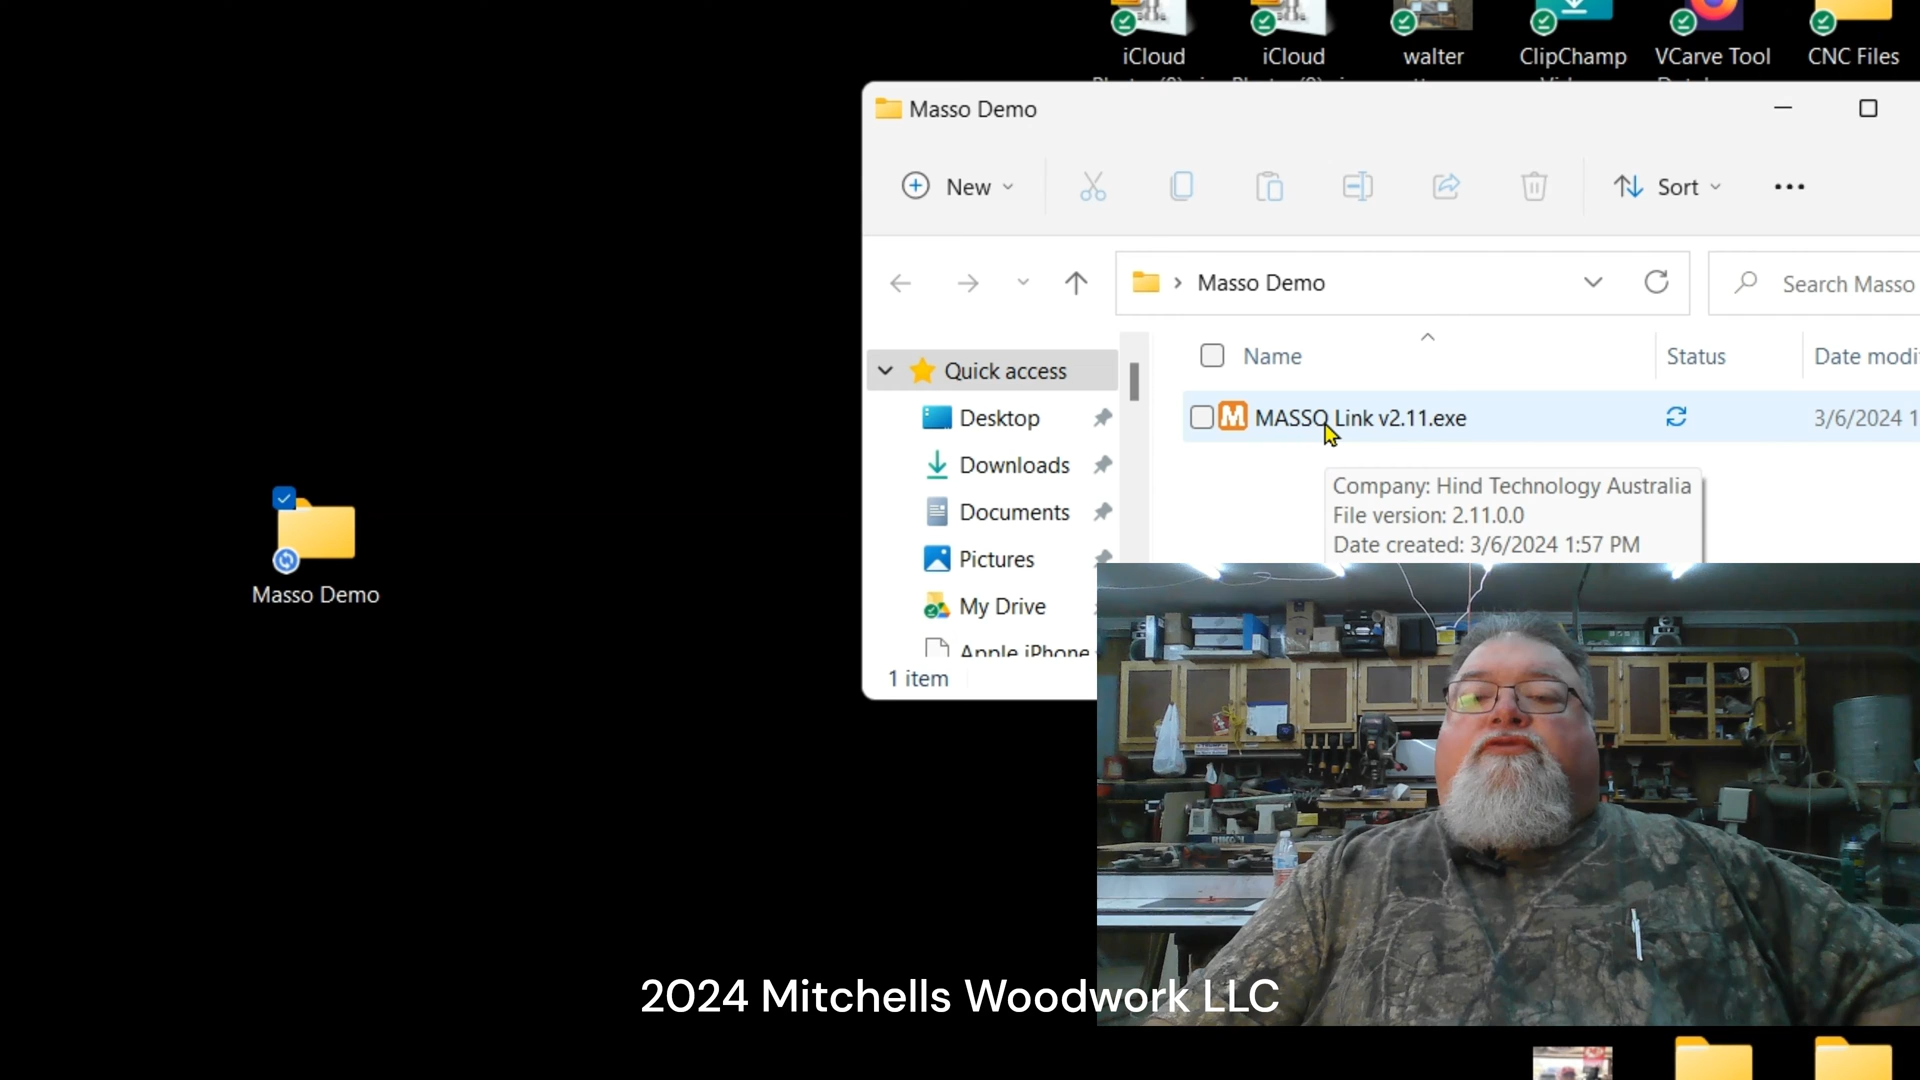 iCloud
iCloud
walter
ClipChamp
VCarve Tool
CNC Files
Masso Demo
New
Sort
Masso Demo
Search Masso
Quick access
Desktop
Downloads
Documents
Pictures
My Drive
Apple iPhone
1 item
Name
Status
Date modi
MASSO Link v2.11.exe
3/6/2024 1
Company: Hind Technology Australia
File version: 2.11.0.0
Date created: 3/6/2024 1:57 PM
Masso Demo
2024 Mitchells Woodwork LLC